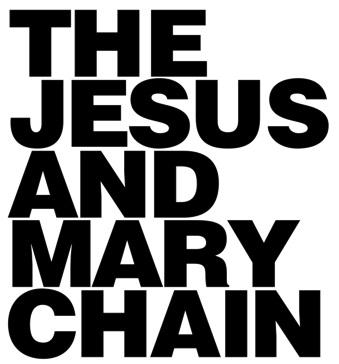 THE
JESUS
AND
MARY
CHAIN